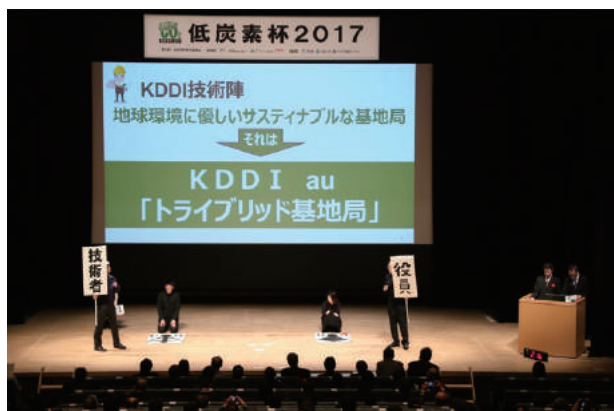 低炭素杯2017
KDDI技術陣
地球環境に優しいサスティナブルな基地局
それは
KDDI au
「トライブリッド基地局」
技術者
役員